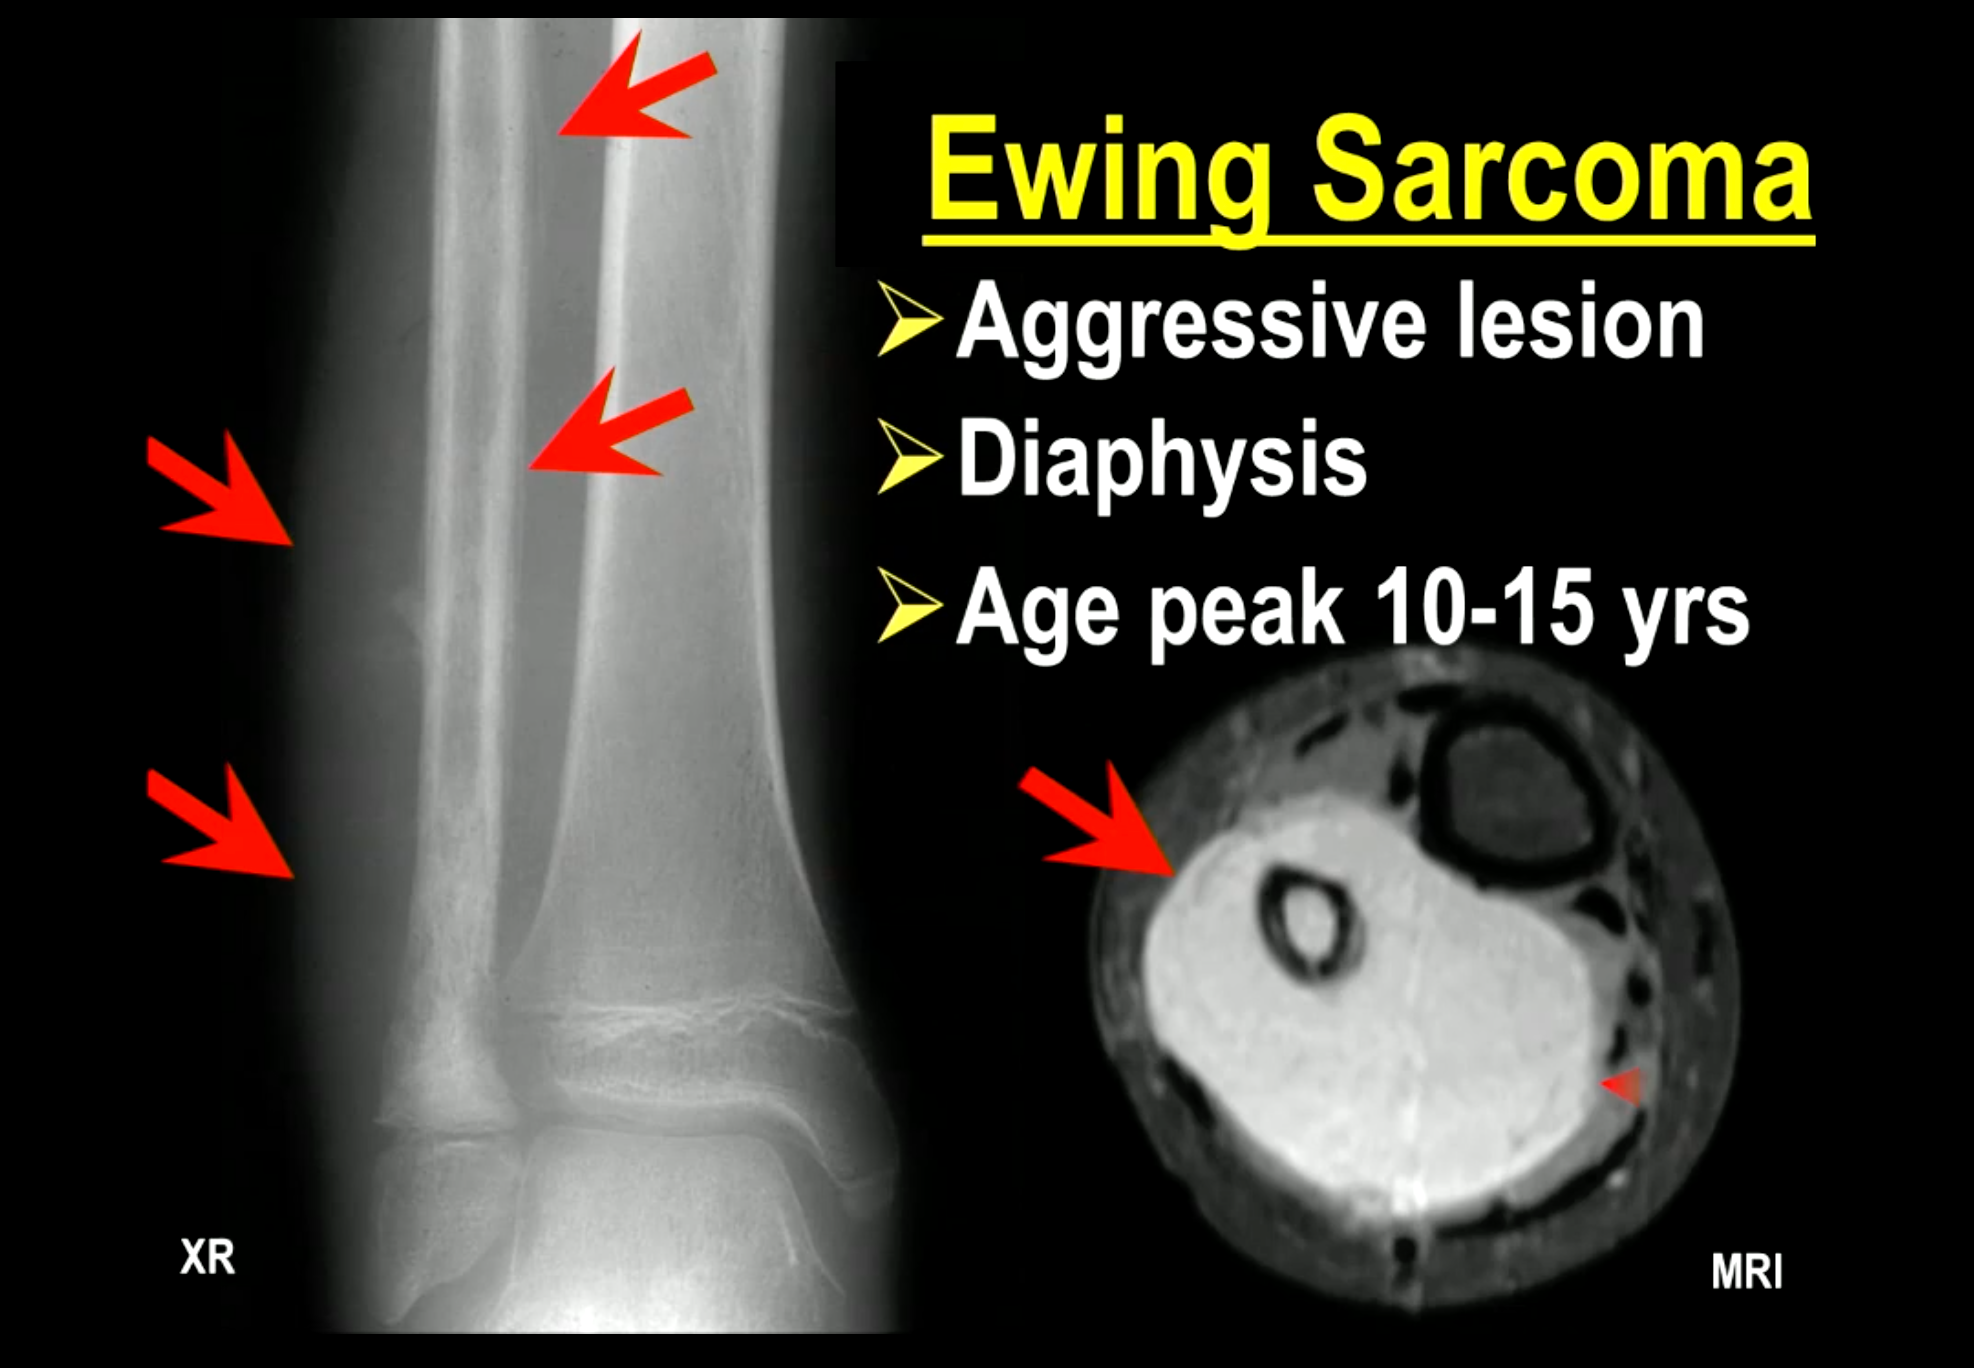 Ewing Sarcoma
Aggressive lesion
Diaphysis
Age peak 10-15 yrs
XR
MRI